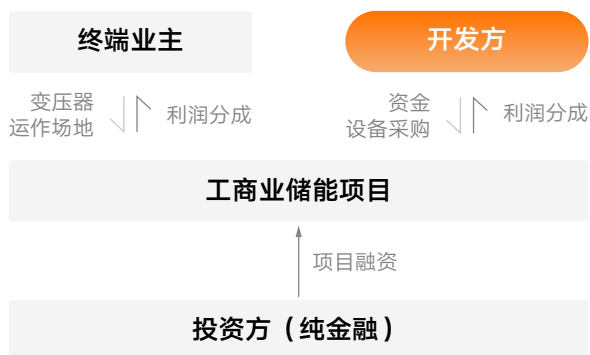 终端业主
开发方
变压器
运作场地
利润分成
资金
设备采购
利润分成
工商业储能项目
项目融资
投资方（纯金融）